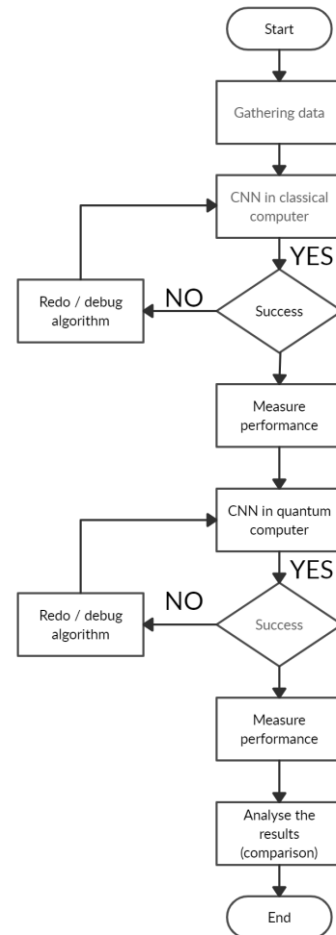 Start
Gathering data
CNN in classical
computer
YES
NO
Redo / debug
algorithm
Success
Measure
performance
CNN in quantum
computer
YES
NO
Redo / debug
algorithm
Success
Measure
performance
Analyse the
results
(comparison)
End